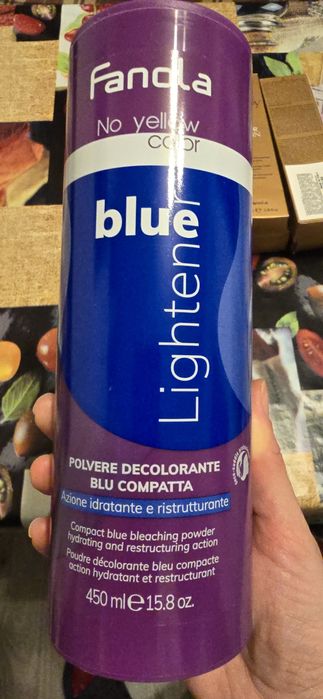 Fanola
No yellow
color
blue
Lightener
POLVERE DECOLORANTE
BLU COMPATTA
Azione idratante e ristrutturante
Compact blue bleaching powder
hydrating and restructuring action
Poudre décolorante bleu compacte
action hydratant et restructurant
450 ml e 15.8 oz.